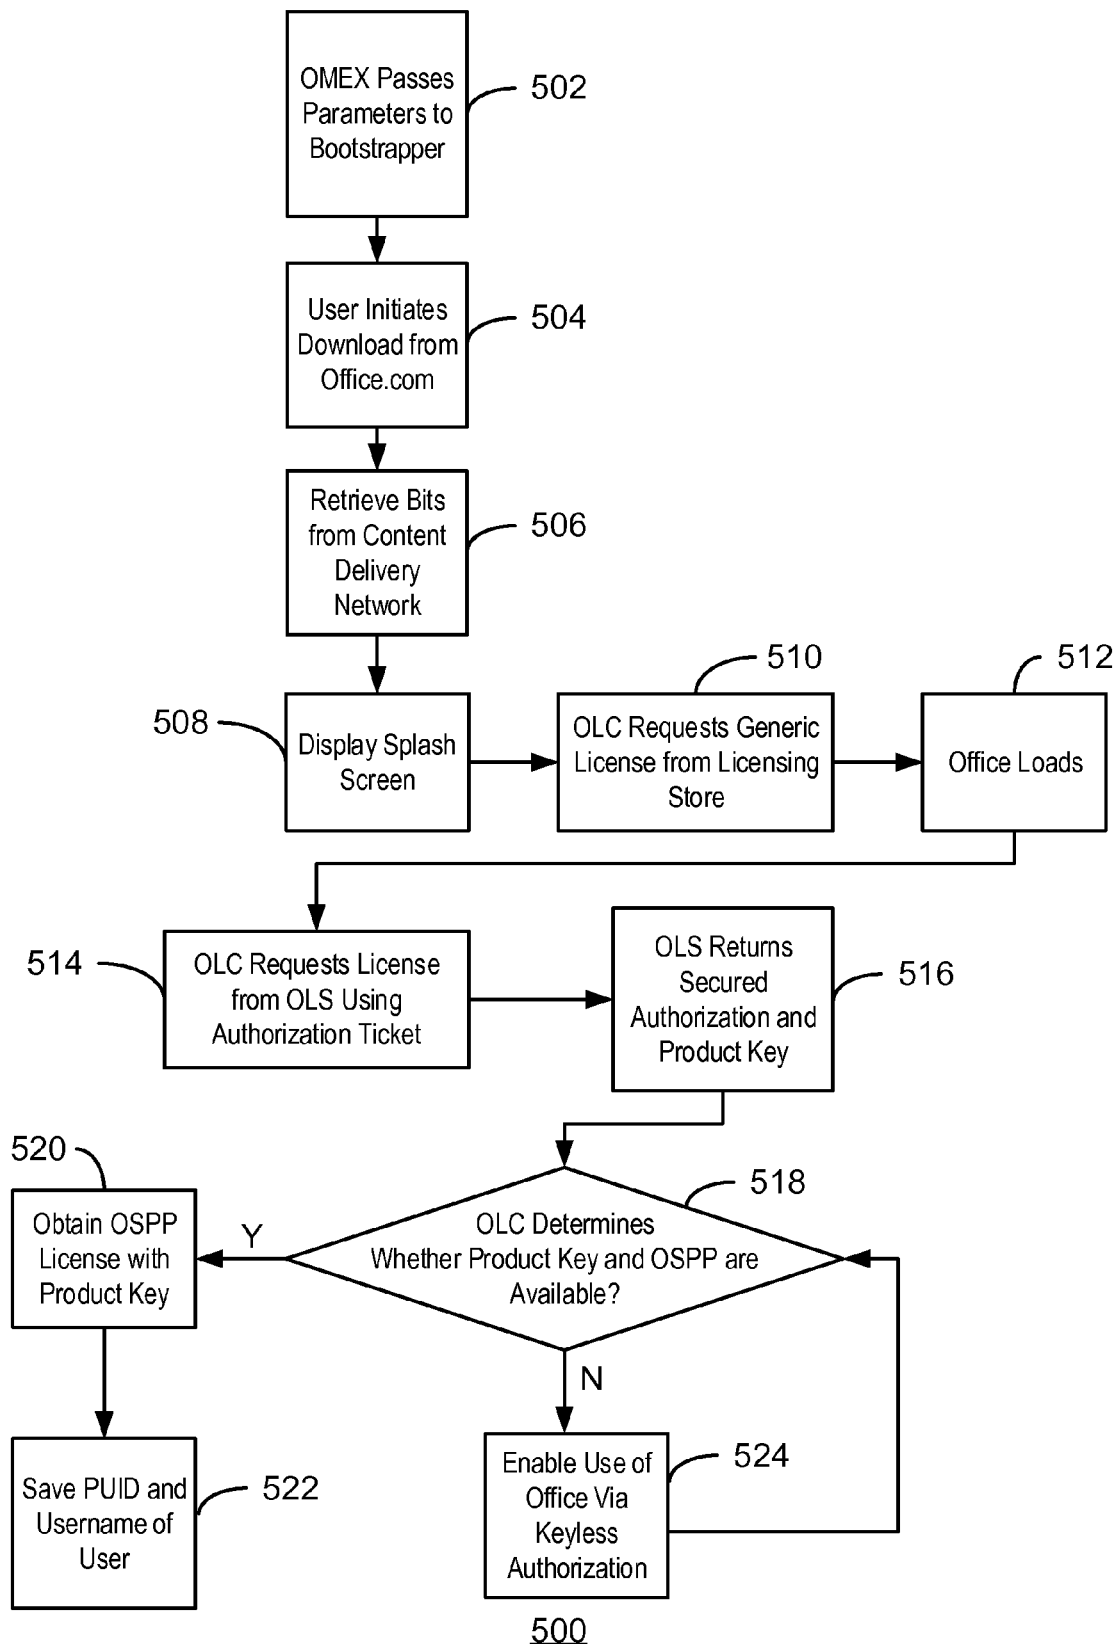 OMEX Passes
Parameters to
Bootstrapper
502
User Initiates
Download from
Office.com
504
Retrieve Bits
from Content
Delivery
Network
506
508
Display Splash
Screen
510
OLC Requests Generic
License from Licensing
Store
512
Office Loads
514
OLC Requests License
from OLS Using
Authorization Ticket
OLS Returns
Secured
Authorization and
Product Key
516
518
OLC Determines
Whether Product Key and OSPP are
Available?
Y
520
Obtain OSPP
License with
Product Key
Save PUID and
Username of
User
522
N
Enable Use of
Office Via
Keyless
Authorization
524
500